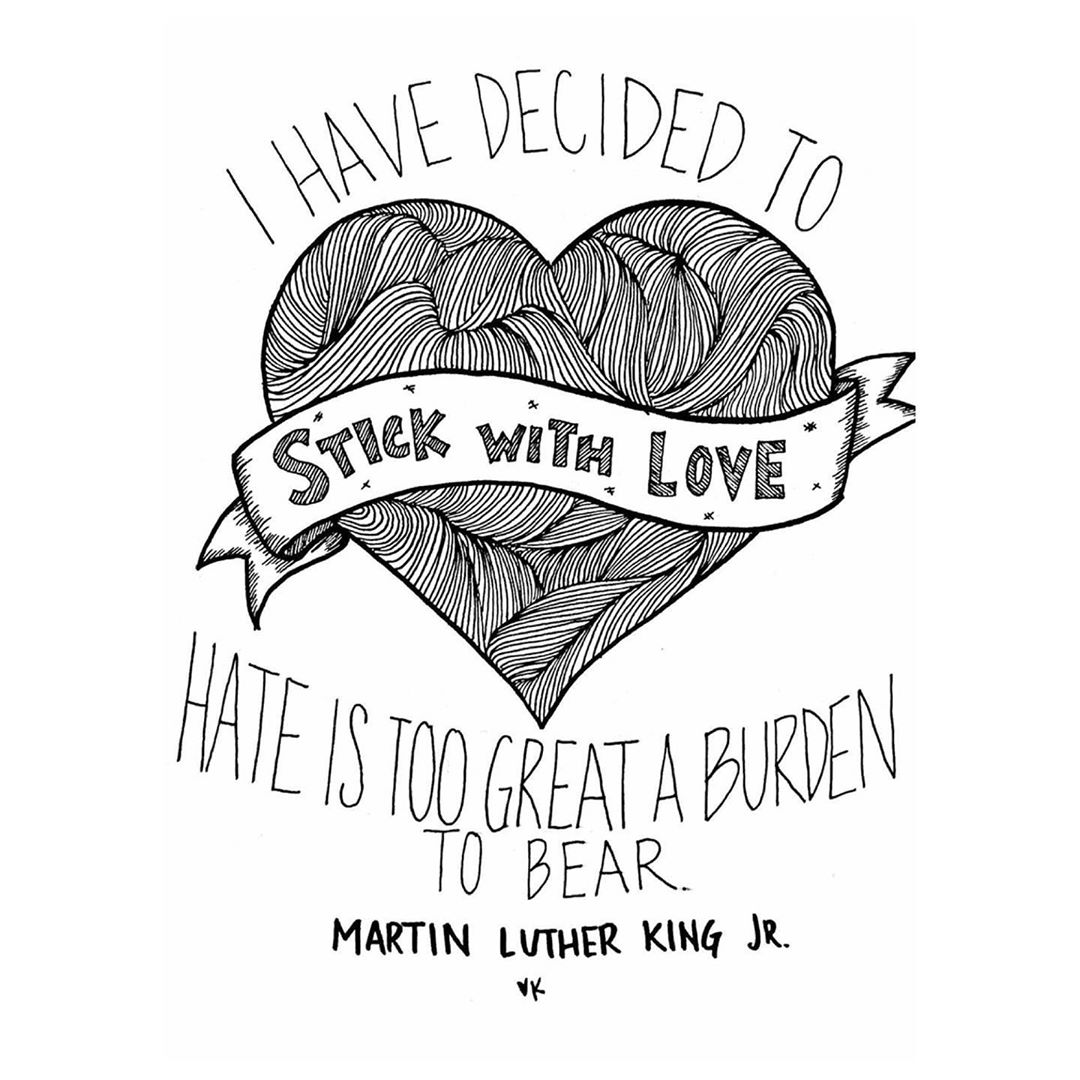 I HAVE DECIDED TO
STICK WITH LOVE
HATE IS TOO GREAT A BURDEN
TO BEAR.
MARTIN LUTHER KING JR.
♥K